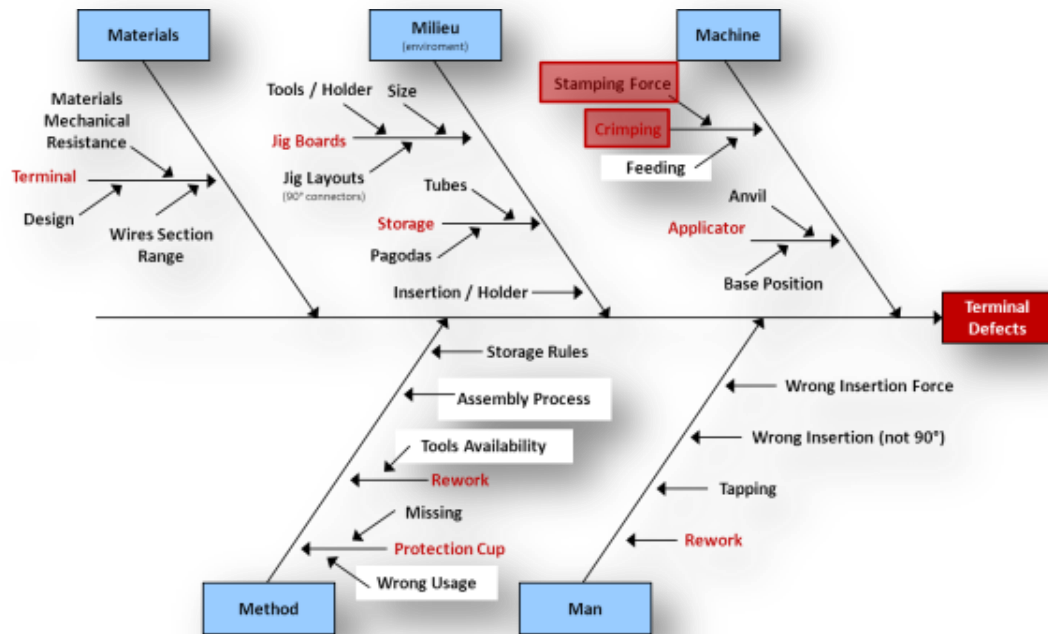 Materials
Milieu
(enviroment)
Machine
Materials
Mechanical
Resistance
Terminal
Design
Wires Section
Range
Tools / Holder
Size
Jig Boards
Jig Layouts
(90° connectors)
Tubes
Storage
Pagodas
Insertion / Holder
Stamping Force
Crimping
Feeding
Anvil
Applicator
Base Position
Terminal
Defects
Storage Rules
Assembly Process
Tools Availability
Rework
Missing
Protection Cup
Wrong Usage
Method
Wrong Insertion Force
Wrong Insertion (not 90°)
Tapping
Rework
Man